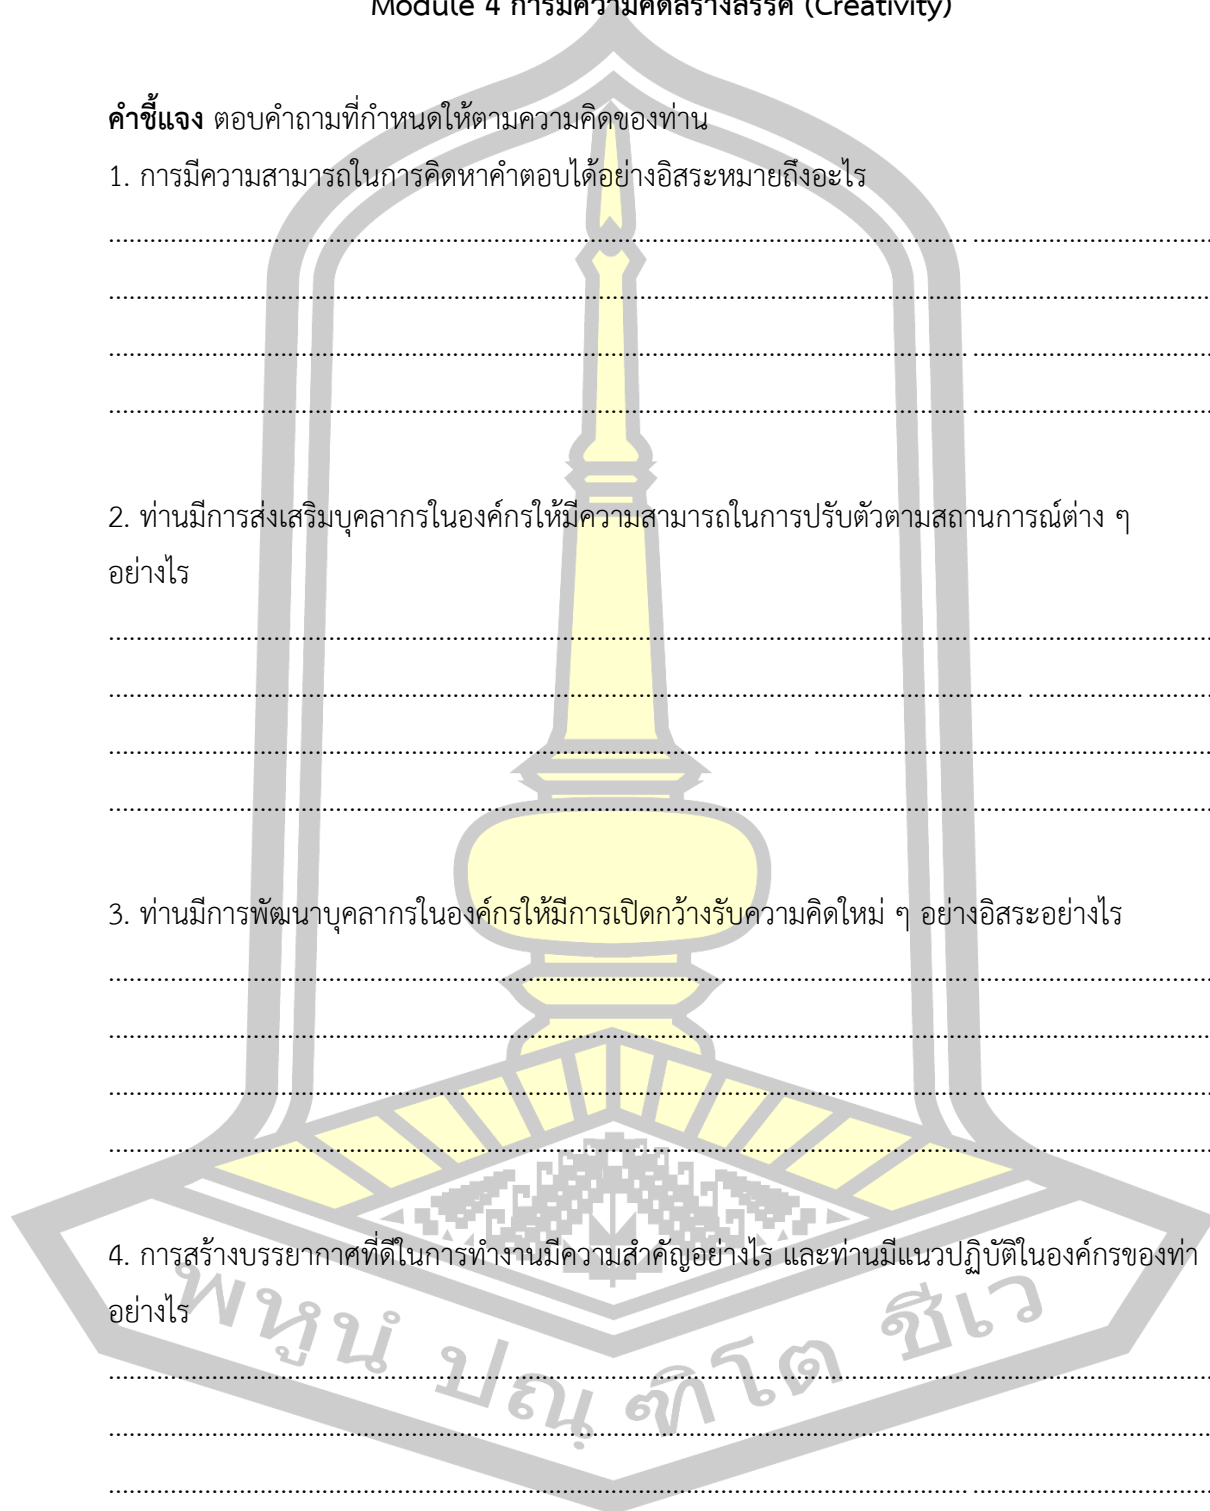 Module 4 การมีความคิดสร้างสรรค์ (Creativity)
คำชี้แจง ตอบคำถามที่กำหนดให้ตามความคิดของท่าน
1. การมีความสามารถในการคิดหาคำตอบได้อย่างอิสระหมายถึงอะไร
2. ท่านมีการส่งเสริมบุคลากรในองค์กรให้มีความสามารถในการปรับตัวตามสถานการณ์ต่าง ๆ
อย่างไร
3. ท่านมีการพัฒนาบุคลากรในองค์กรให้มีการเปิดกว้างรับความคิดใหม่ ๆ อย่างอิสระอย่างไร
4. การสร้างบรรยากาศที่ดีในการทำงานมีความสำคัญอย่างไร และท่านมีแนวปฏิบัติในองค์กรของท่า
อย่างไร
พหูนํ ปณฺฑิโต ชีเว